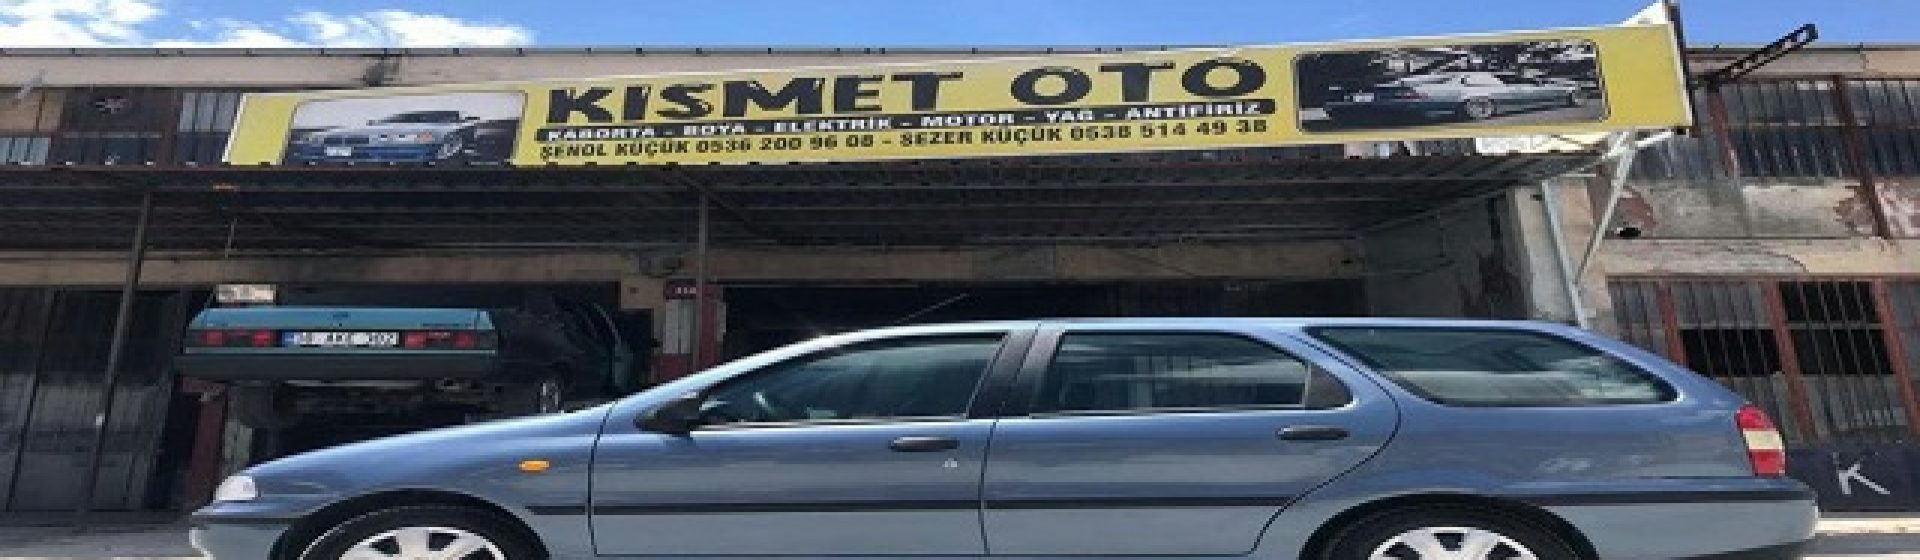 KISMET OTO
KABORTA - BOYA - ELEKTRİK - MOTOR - YAĞ - ANTİFİRİZ
ŞENOL KÜÇÜK 0536 200 96 08 - SEZER KÜÇÜK 0538 514 49 38
K